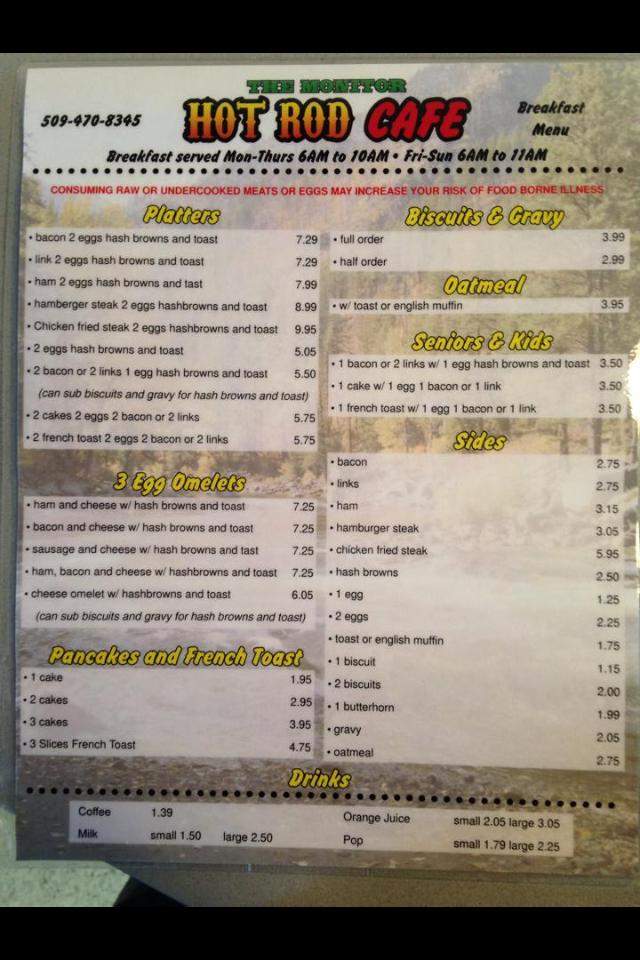 THE MONITOR
HOT ROD CAFE
509-470-8345
Breakfast
Menu
Breakfast served Mon-Thurs 6AM to 10AM • Fri-Sun 6AM to 11AM
CONSUMING RAW OR UNDERCOOKED MEATS OR EGGS MAY INCREASE YOUR RISK OF FOOD BORNE ILLNESS
Platters
• bacon 2 eggs hash browns and toast 7.29
• link 2 eggs hash browns and toast 7.29
• ham 2 eggs hash browns and tast 7.99
• hamberger steak 2 eggs hashbrowns and toast 8.99
• Chicken fried steak 2 eggs hashbrowns and toast 9.95
• 2 eggs hash browns and toast 5.05
• 2 bacon or 2 links 1 egg hash browns and toast 5.50
(can sub biscuits and gravy for hash browns and toast)
• 2 cakes 2 eggs 2 bacon or 2 links 5.75
• 2 french toast 2 eggs 2 bacon or 2 links 5.75
3 Egg Omelets
• ham and cheese w/ hash browns and toast 7.25
• bacon and cheese w/ hash browns and toast 7.25
• sausage and cheese w/ hash browns and tast 7.25
• ham, bacon and cheese w/ hashbrowns and toast 7.25
• cheese omelet w/ hashbrowns and toast 6.05
(can sub biscuits and gravy for hash browns and toast)
Pancakes and French Toast
• 1 cake 1.95
• 2 cakes 2.95
• 3 cakes 3.95
• 3 Slices French Toast 4.75
Biscuits & Gravy
• full order 3.99
• half order 2.99
Oatmeal
• w/ toast or english muffin 3.95
Seniors & Kids
• 1 bacon or 2 links w/ 1 egg hash browns and toast 3.50
• 1 cake w/ 1 egg 1 bacon or 1 link 3.50
• 1 french toast w/ 1 egg 1 bacon or 1 link 3.50
Sides
• bacon 2.75
• links 2.75
• ham 3.15
• hamburger steak 3.05
• chicken fried steak 5.95
• hash browns 2.50
• 1 egg 1.25
• 2 eggs 2.25
• toast or english muffin 1.75
• 1 biscuit 1.15
• 2 biscuits 2.00
• 1 butterhorn 1.99
• gravy 2.05
• oatmeal 2.75
Drinks
Coffee 1.39
Milk small 1.50 large 2.50
Orange Juice small 2.05 large 3.05
Pop small 1.79 large 2.25